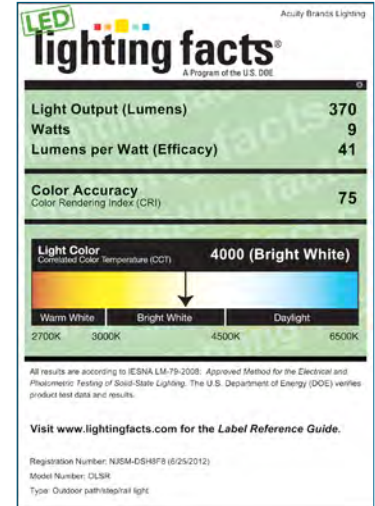 LED
Acuity Brands Lighting
lighting facts®
A Program of the U.S. DOE
Light Output (Lumens) 370
Watts 9
Lumens per Watt (Efficacy) 41
Color Accuracy
Color Rendering Index (CRI) 75
Light Color
Correlated Color Temperature (CCT) 4000 (Bright White)
Warm White Bright White Daylight
2700K 3000K 4500K 6500K
All results are according to IESNA LM-79-2008: Approved Method for the Electrical and
Photometric Testing of Solid-State Lighting. The U.S. Department of Energy (DOE) verifies
product test data and results.
Visit www.lightingfacts.com for the Label Reference Guide.
Registration Number: NJSM-DSH8F8 (6/25/2012)
Model Number: OLSR
Type: Outdoor path/step/rail light